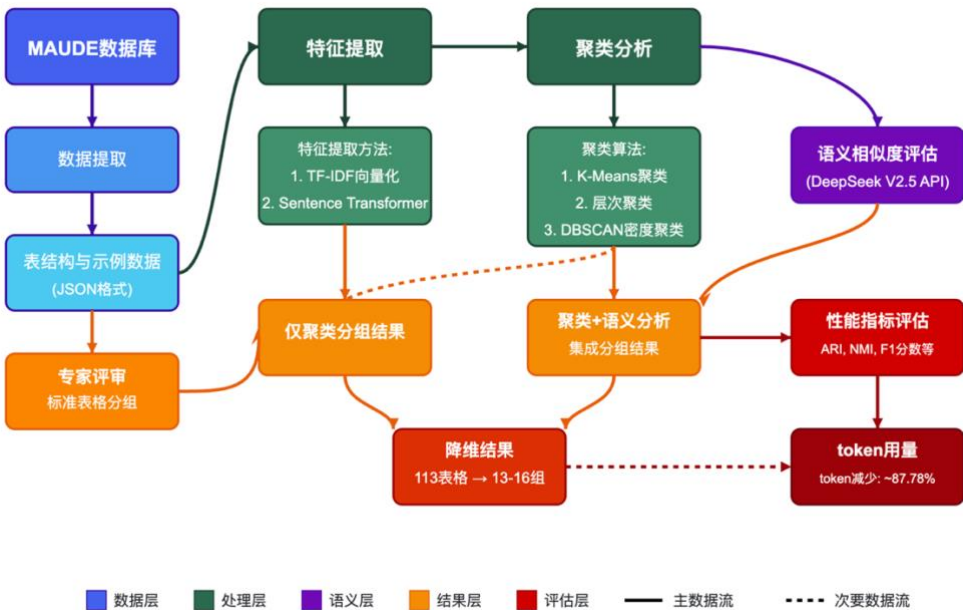 MAUDE数据库
特征提取
聚类分析
数据提取
特征提取方法:
1. TF-IDF向量化
2. Sentence Transformer
聚类算法:
1. K-Means聚类
2. 层次聚类
3. DBSCAN密度聚类
语义相似度评估
(DeepSeek V2.5 API)
表结构与示例数据
(JSON格式)
仅聚类分组结果
聚类+语义分析
集成分组结果
性能指标评估
ARI, NMI, F1分数等
专家评审
标准表格分组
降维结果
113表格 → 13-16组
token用量
token减少: ~87.78%
数据层
处理层
语义层
结果层
评估层
主数据流
次要数据流